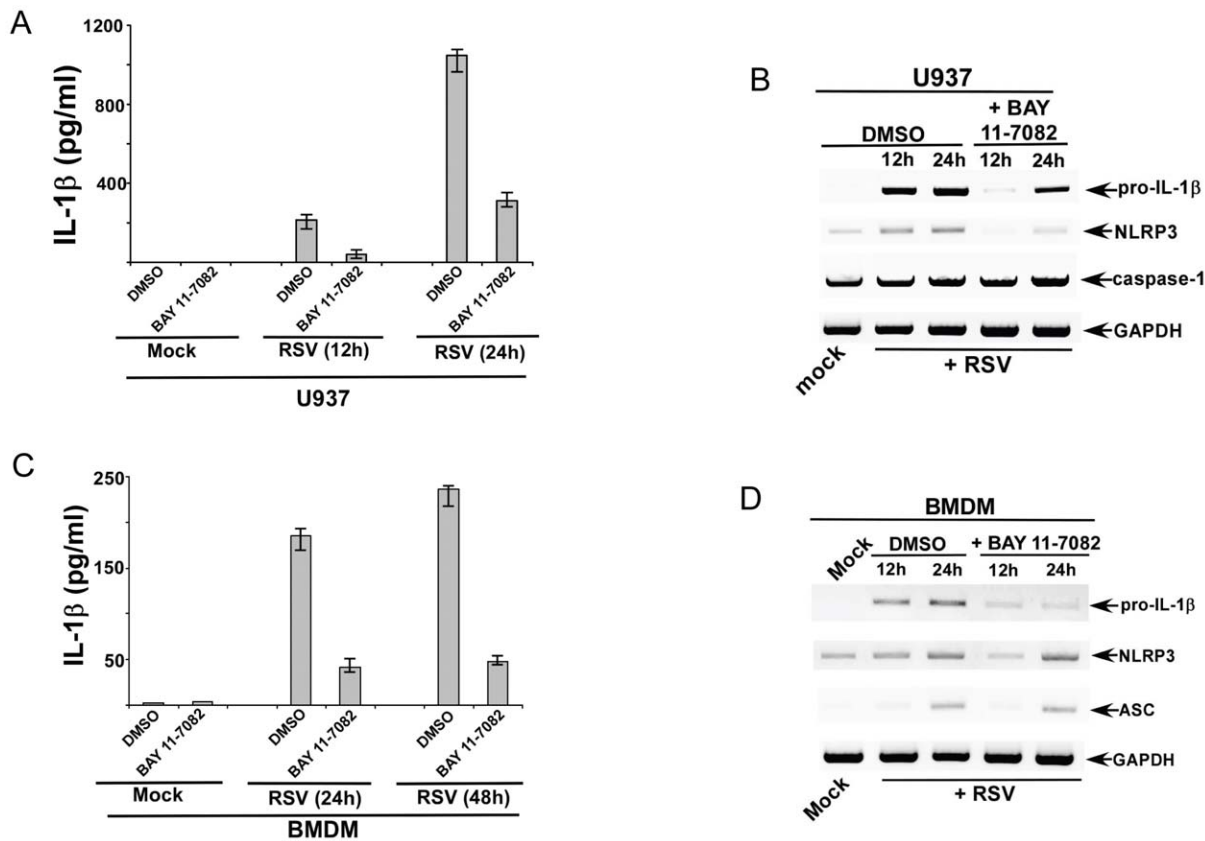 A
1200
800
400
IL-1β (pg/ml)
DMSO
BAY 11-7082
DMSO
BAY 11-7082
DMSO
BAY 11-7082
Mock
RSV (12h)
RSV (24h)
U937
B
U937
+ BAY
DMSO 11-7082
12h 24h 12h 24h
pro-IL-1β
NLRP3
caspase-1
GAPDH
mock
+ RSV
C
250
150
50
IL-1β (pg/ml)
DMSO
BAY 11-7082
DMSO
BAY 11-7082
DMSO
BAY 11-7082
Mock
RSV (24h)
RSV (48h)
BMDM
D
BMDM
Mock
DMSO + BAY 11-7082
12h 24h 12h 24h
pro-IL-1β
NLRP3
ASC
GAPDH
Mock
+ RSV